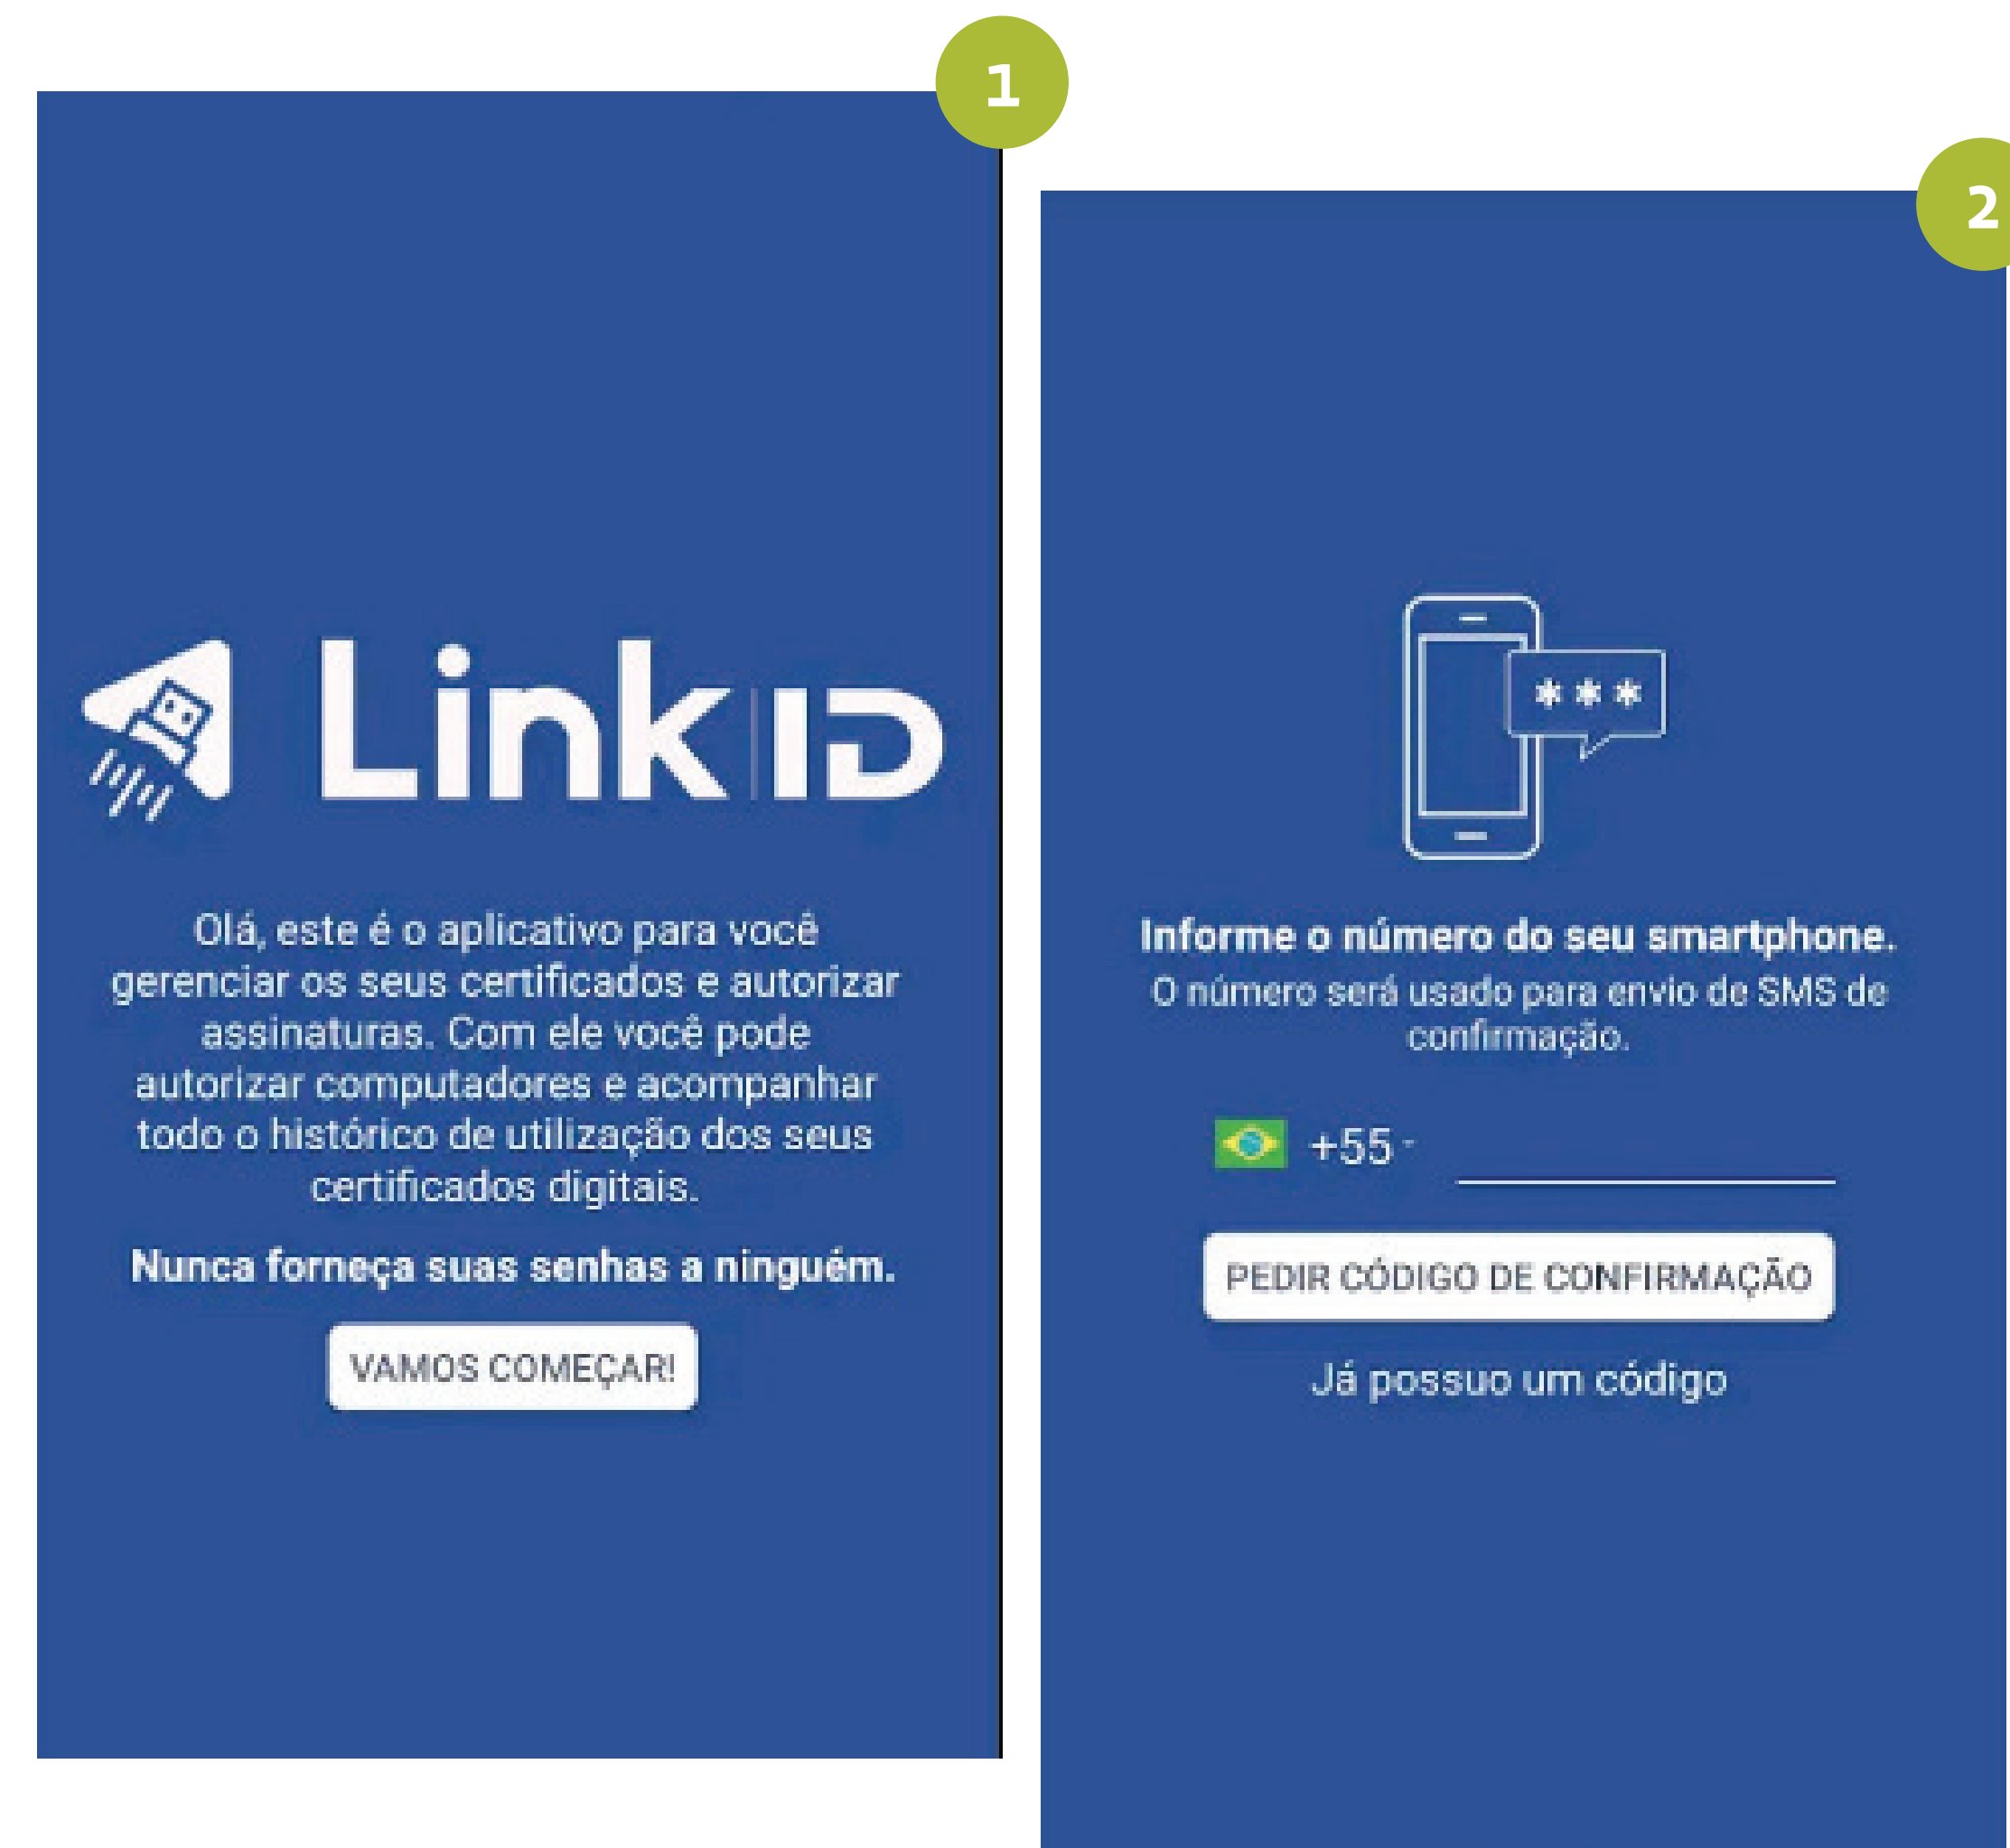 1
Link ID
Olá, este é o aplicativo para você
gerenciar os seus certificados e autorizar
assinaturas. Com ele você pode
autorizar computadores e acompanhar
todo o histórico de utilização dos seus
certificados digitais.
Nunca forneça suas senhas a ninguém.
VAMOS COMEÇAR!
2
***
Informe o número do seu smartphone.
O número será usado para envio de SMS de
confirmação.
+55
PEDIR CÓDIGO DE CONFIRMAÇÃO
Já possuo um código